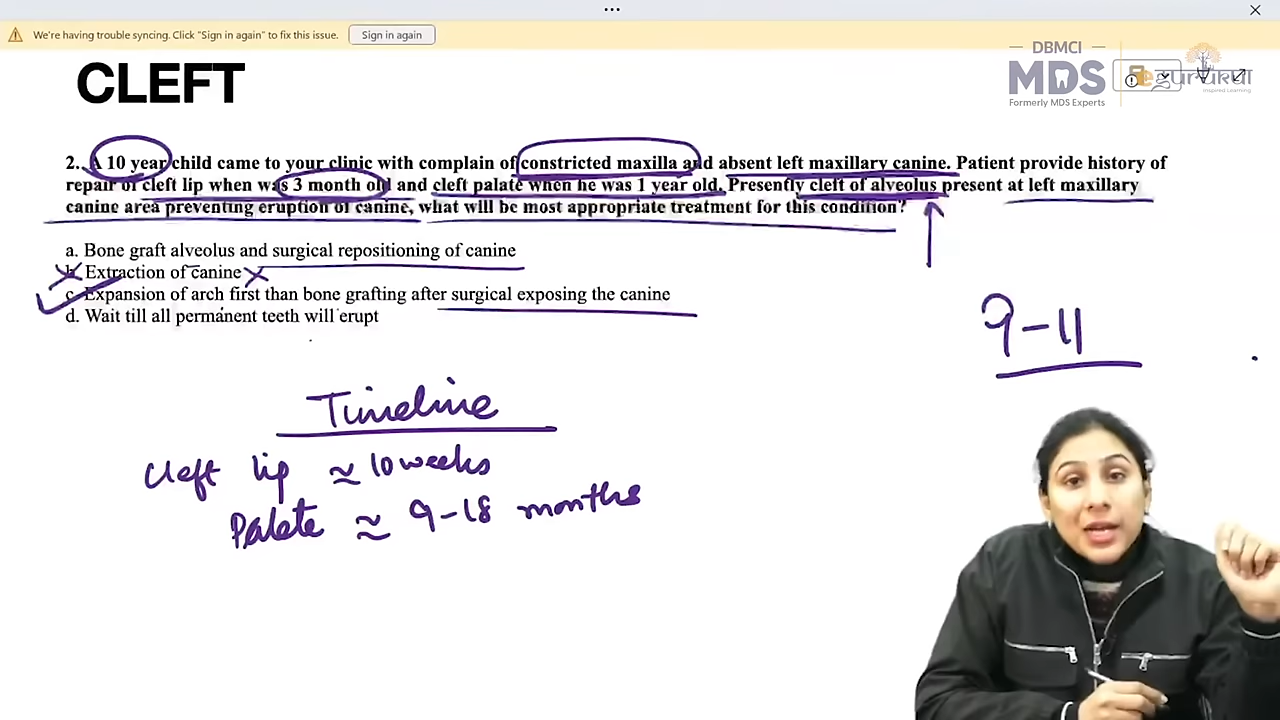 We're having trouble syncing. Click "Sign in again" to fix this issue. Sign in again
DBMCI
MDS
Formerly MDS Experts
eगुरुकुल
Inspired Learning
CLEFT
2. A 10 year child came to your clinic with complain of constricted maxilla and absent left maxillary canine. Patient provide history of
repair of cleft lip when was 3 month old and cleft palate when he was 1 year old. Presently cleft of alveolus present at left maxillary
canine area preventing eruption of canine, what will be most appropriate treatment for this condition?
a. Bone graft alveolus and surgical repositioning of canine
b. Extraction of canine
c. Expansion of arch first than bone grafting after surgical exposing the canine
d. Wait till all permanent teeth will erupt
9-11
Timeline
Cleft lip ≈ 10 weeks
Palate ≈ 9-18 months